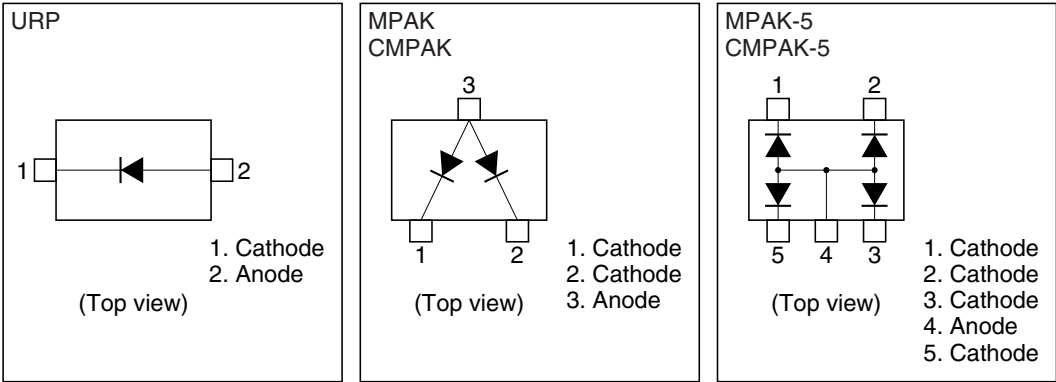 URP
1
2
1. Cathode
2. Anode
(Top view)
MPAK
CMPAK
3
1
2
1. Cathode
2. Cathode
3. Anode
(Top view)
MPAK-5
CMPAK-5
1
2
5
4
3
1. Cathode
2. Cathode
3. Cathode
4. Anode
5. Cathode
(Top view)